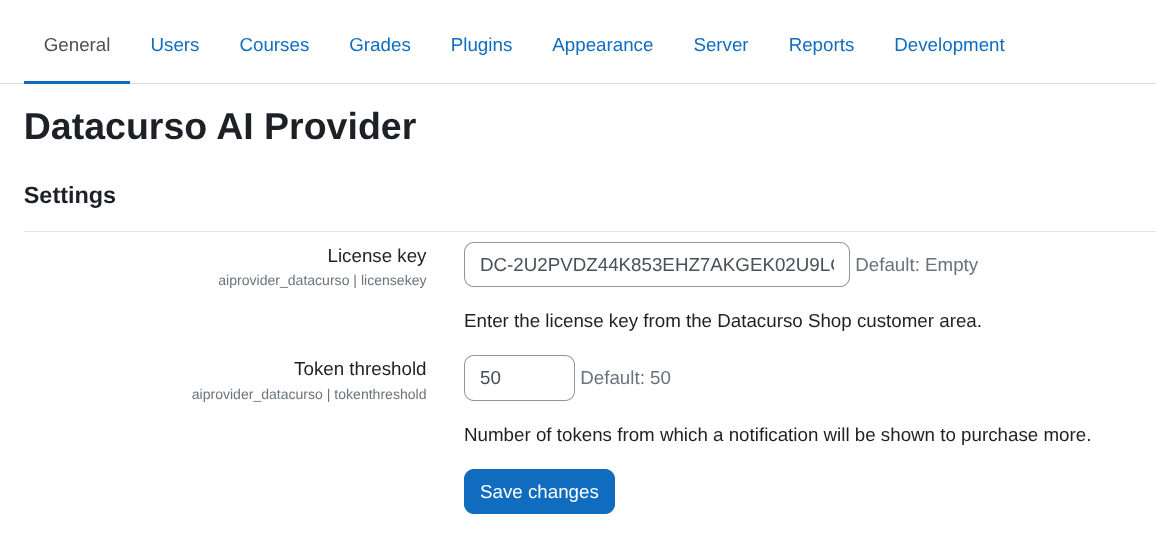 General Users Courses Grades Plugins Appearance Server Reports Development
Datacurso AI Provider
Settings
License key
aiprovider_datacurso | licensekey
DC-2U2PVDZ44K853EHZ7AKGEK02U9L Default: Empty
Enter the license key from the Datacurso Shop customer area.
Token threshold
aiprovider_datacurso | tokenthreshold
50 Default: 50
Number of tokens from which a notification will be shown to purchase more.
Save changes